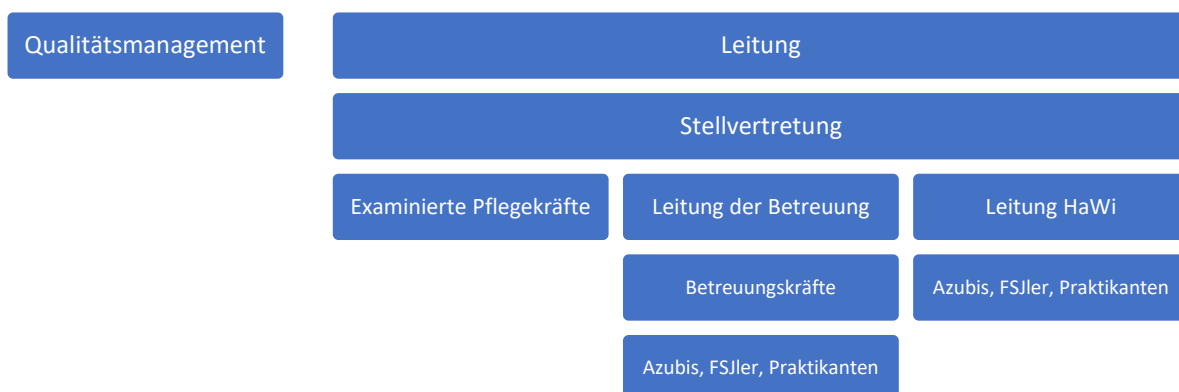 Qualitätsmanagement
Leitung
Stellvertretung
Examinierte Pflegekräfte
Leitung der Betreuung
Leitung HaWi
Betreuungskräfte
Azubis, FSJler, Praktikanten
Azubis, FSJler, Praktikanten